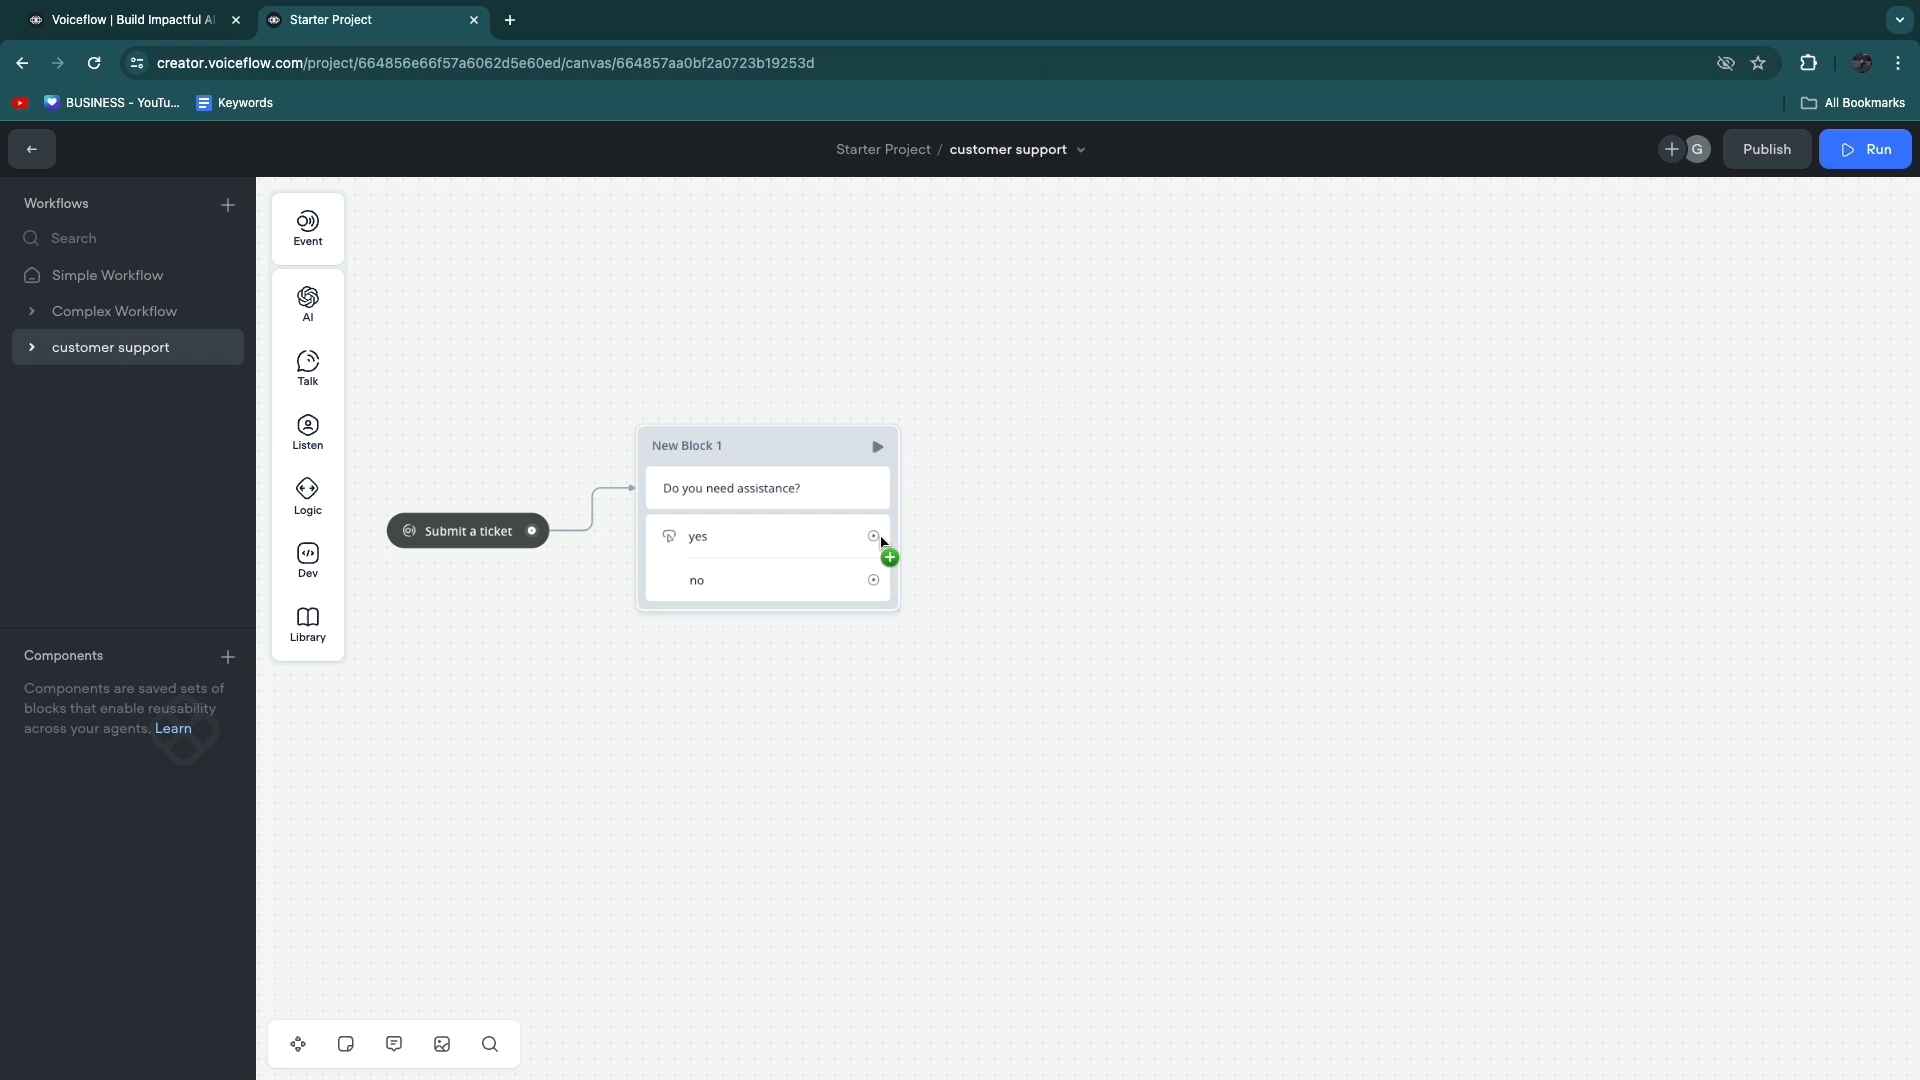 Voiceflow | Build Impactful AI
Starter Project
creator.voiceflow.com/project/664856e66f57a6062d5e60ed/canvas/664857aa0bf2a0723b19253d
BUSINESS - YouTu...
Keywords
All Bookmarks
Starter Project / customer support
G
Publish
Run
Workflows
Search
Simple Workflow
Complex Workflow
customer support
Event
AI
Talk
Listen
Logic
Dev
Library
Submit a ticket
New Block 1
Do you need assistance?
yes
no
Components
Components are saved sets of
blocks that enable reusability
across your agents. Learn